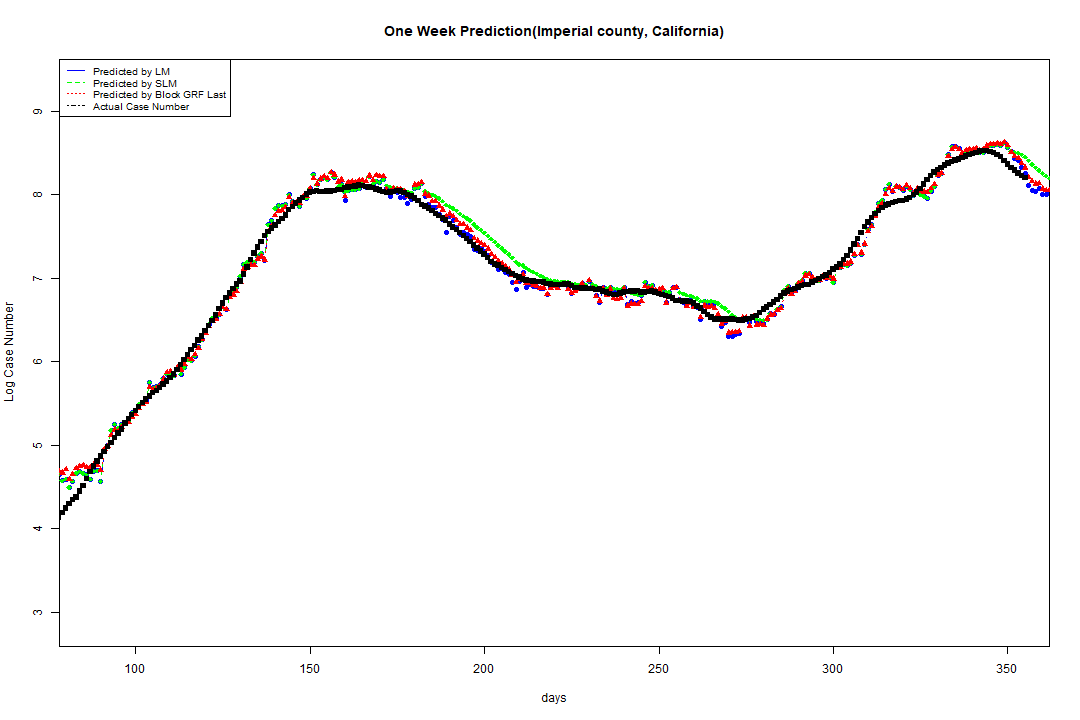 One Week Prediction(Imperial county, California)
Predicted by LM
Predicted by SLM
Predicted by Block GRF Last
Actual Case Number
9
8
7
6
5
4
3
Log Case Number
100 150 200 250 300 350
days